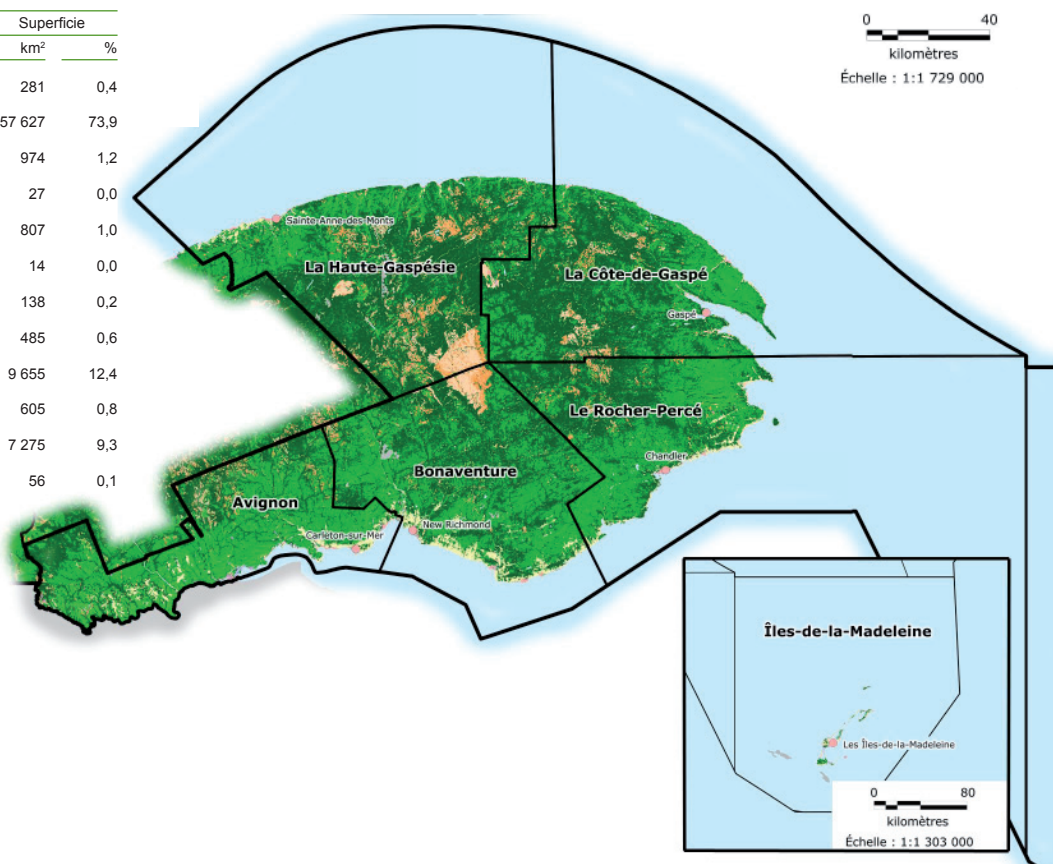 Superficie
km² %
281 0,4
57 627 73,9
974 1,2
27 0,0
807 1,0
14 0,0
138 0,2
485 0,6
9 655 12,4
605 0,8
7 275 9,3
56 0,1
0 40
kilomètres
Échelle : 1:1 729 000
Sainte-Anne-des-Monts
La Haute-Gaspésie
La Côte-de-Gaspé
Gaspé
Le Rocher-Percé
Chandler
Bonaventure
Avignon
New Richmond
Carleton-sur-Mer
Îles-de-la-Madeleine
Les Îles-de-la-Madeleine
0 80
kilomètres
Échelle : 1:1 303 000